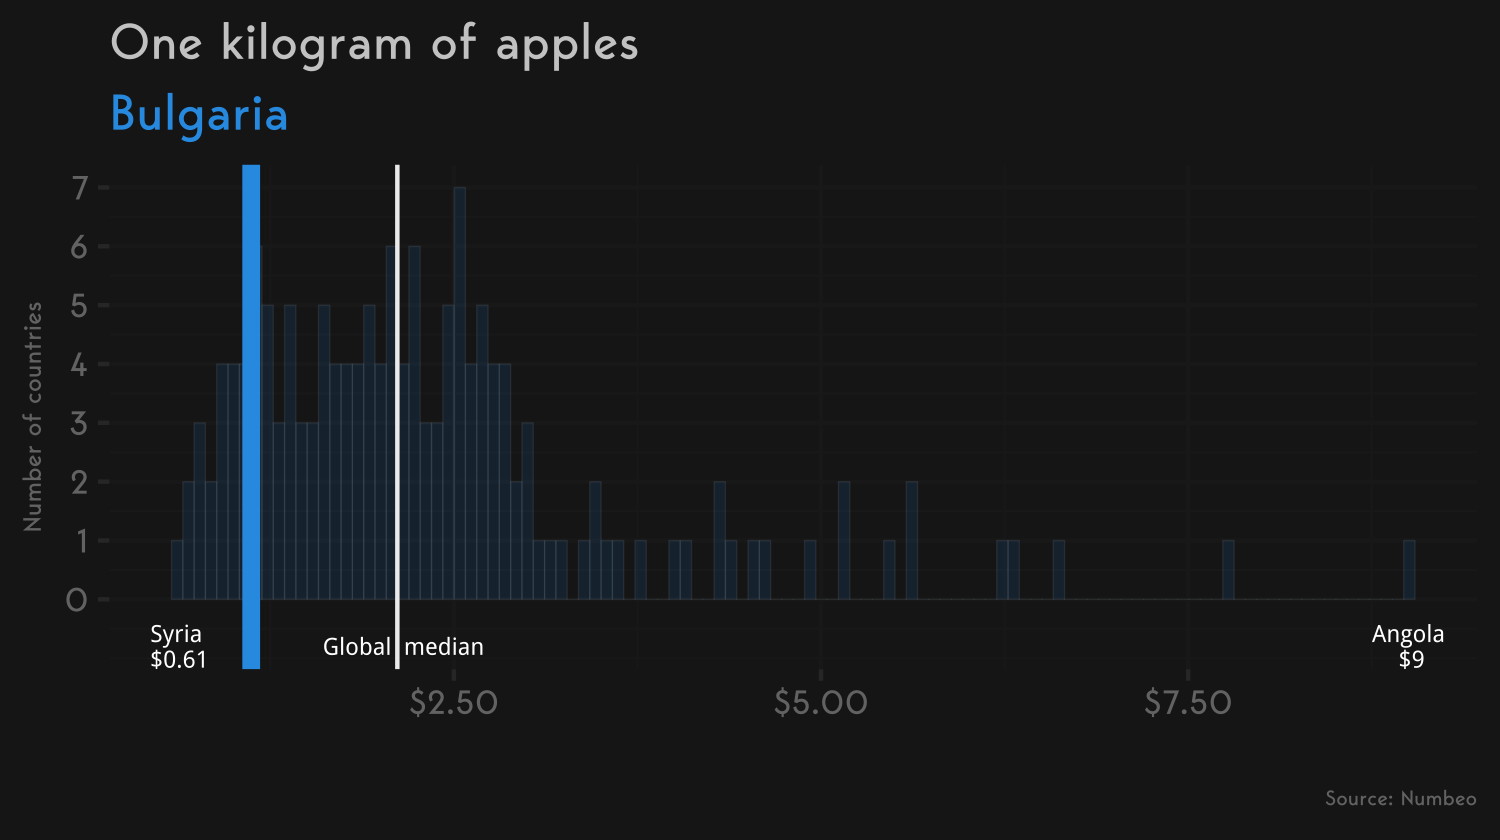 One kilogram of apples
Bulgaria
Number of countries
7
6
5
4
3
2
1
0
Syria
$0.61
Global median
Angola
$9
$2.50
$5.00
$7.50
Source: Numbeo